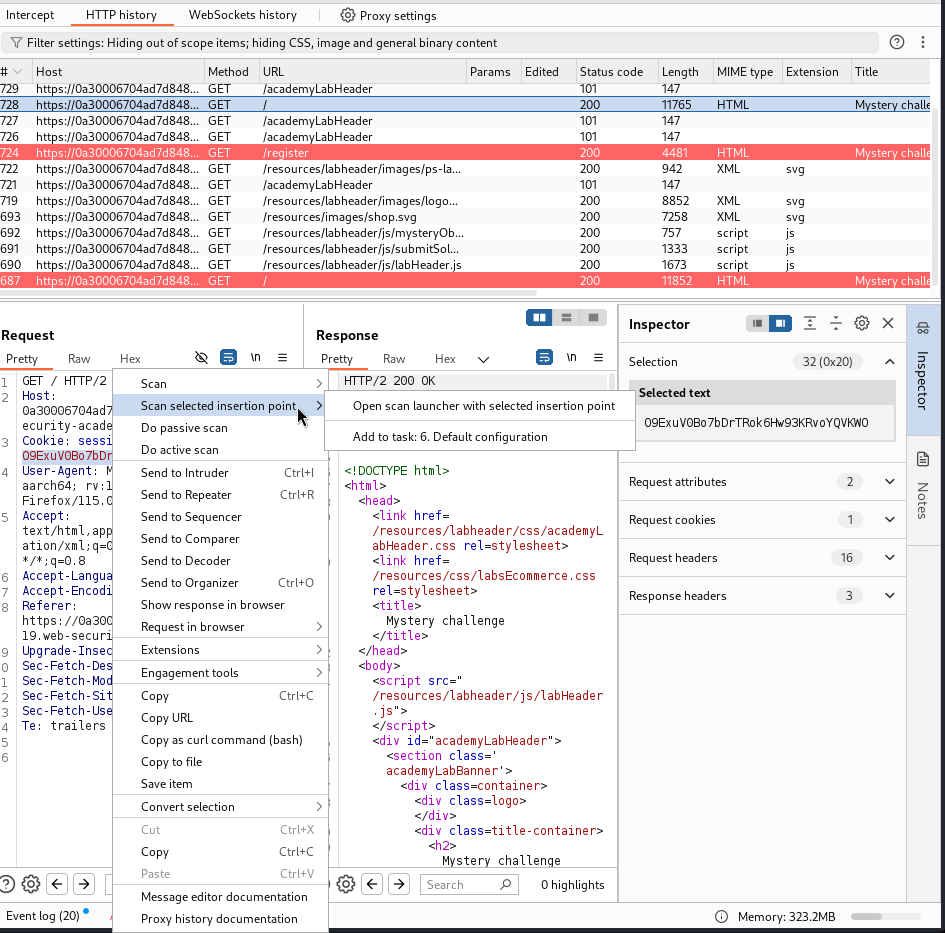 Intercept HTTP history WebSockets history Proxy settings
Filter settings: Hiding out of scope items; hiding CSS, image and general binary content
# Host Method URL Params Edited Status code Length MIME type Extension Title
729 https://0a30006704ad7d848... GET /academyLabHeader 101 147
728 https://0a30006704ad7d848... GET / 200 11765 HTML Mystery challe
727 https://0a30006704ad7d848... GET /academyLabHeader 101 147
726 https://0a30006704ad7d848... GET /academyLabHeader 101 147
724 https://0a30006704ad7d848... GET /register 200 4481 HTML Mystery challe
722 https://0a30006704ad7d848... GET /resources/labheader/images/ps-la... 200 942 XML svg
721 https://0a30006704ad7d848... GET /academyLabHeader 101 147
719 https://0a30006704ad7d848... GET /resources/labheader/images/logo... 200 8852 XML svg
693 https://0a30006704ad7d848... GET /resources/images/shop.svg 200 7258 XML svg
692 https://0a30006704ad7d848... GET /resources/labheader/js/mysteryOb... 200 757 script js
691 https://0a30006704ad7d848... GET /resources/labheader/js/submitSol... 200 1333 script js
690 https://0a30006704ad7d848... GET /resources/labheader/js/labHeader.js 200 1673 script js
687 https://0a30006704ad7d848... GET / 200 11852 HTML Mystery challe
Request
Pretty Raw Hex \n
1 GET / HTTP/2
2 Host:
0a30006704ad7
ecurity-acade
3 Cookie: sessi
O9ExuV0Bo7bDr
4 User-Agent: M
aarch64; rv:1
Firefox/115.0
5 Accept:
text/html,app
ation/xml;q=0
*/*;q=0.8
6 Accept-Langua
7 Accept-Encodi
8 Referer:
https://0a300
19.web-securi
9 Upgrade-Insec
0 Sec-Fetch-Des
1 Sec-Fetch-Mod
2 Sec-Fetch-Sit
3 Sec-Fetch-Use
4 Te: trailers
5
6
Scan
Scan selected insertion point
Do passive scan
Do active scan
Send to Intruder Ctrl+I
Send to Repeater Ctrl+R
Send to Sequencer
Send to Comparer
Send to Decoder
Send to Organizer Ctrl+O
Show response in browser
Request in browser
Extensions
Engagement tools
Copy Ctrl+C
Copy URL
Copy as curl command (bash)
Copy to file
Save item
Convert selection
Cut Ctrl+X
Copy Ctrl+C
Paste Ctrl+V
Message editor documentation
Proxy history documentation
Open scan launcher with selected insertion point
Add to task: 6. Default configuration
Response
Pretty Raw Hex \n
HTTP/2 200 OK
<!DOCTYPE html>
<html>
<head>
<link href=
/resources/labheader/css/academyL
abHeader.css rel=stylesheet>
<link href=
/resources/css/labsEcommerce.css
rel=stylesheet>
<title>
Mystery challenge
</title>
</head>
<body>
<script src="
/resources/labheader/js/labHeader
.js">
</script>
<div id="academyLabHeader">
<section class='
academyLabBanner'>
<div class=container>
<div class=logo>
</div>
<div class=title-container>
<h2>
Mystery challenge
Search 0 highlights
Inspector
Selection 32 (0x20)
Selected text
O9ExuV0Bo7bDrTRok6Hw93KRvoYQVKWO
Request attributes 2
Request cookies 1
Request headers 16
Response headers 3
Inspector
Notes
Event log (20) Memory: 323.2MB